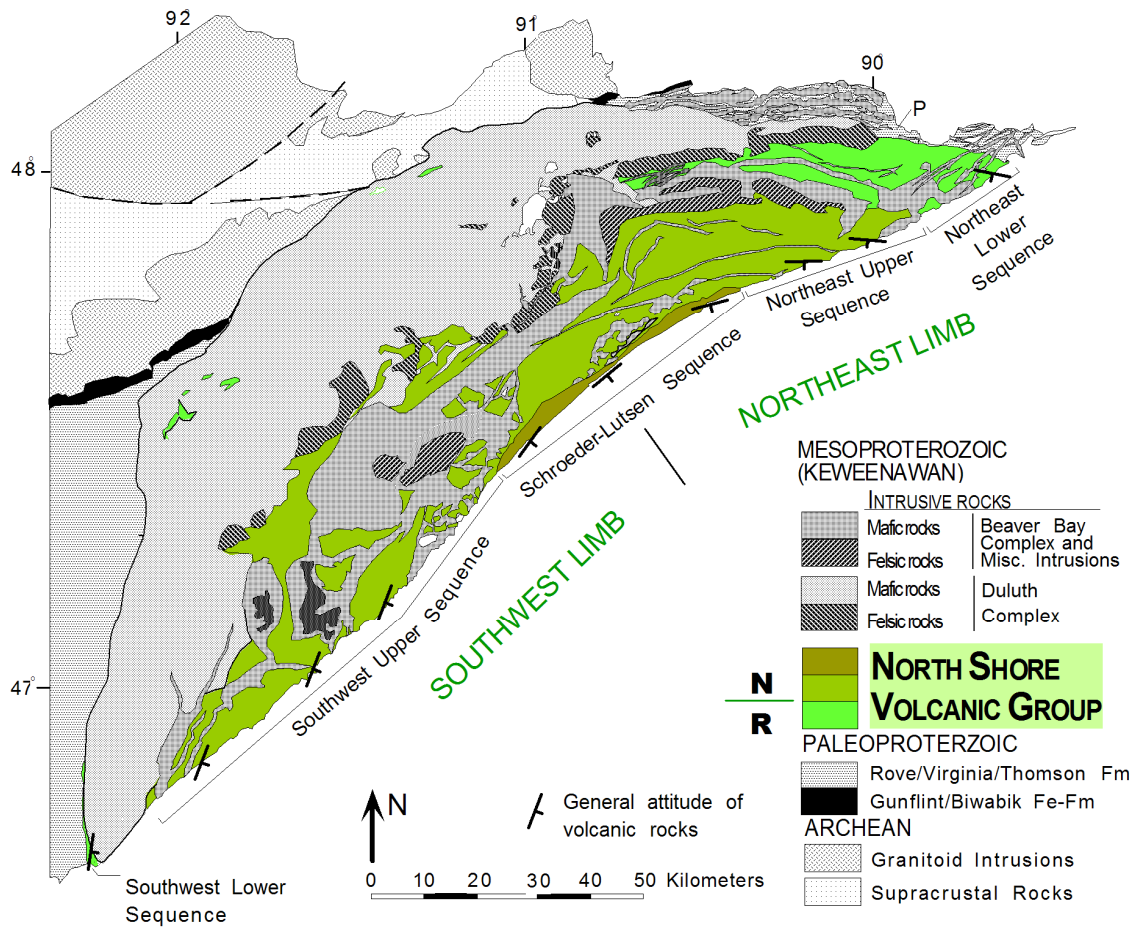 92°
91°
90°
P
48°
47°
Northeast
Lower
Sequence
Northeast Upper
Sequence
NORTHEAST LIMB
Schroeder-Lutsen Sequence
SOUTHWEST LIMB
Southwest Upper Sequence
Southwest Lower
Sequence
N
0 10 20 30 40 50 Kilometers
General attitude of
volcanic rocks
MESOPROTEROZOIC
(KEWEENAWAN)
INTRUSIVE ROCKS
Mafic rocks
Felsic rocks
Beaver Bay
Complex and
Misc. Intrusions
Mafic rocks
Felsic rocks
Duluth
Complex
N
R
NORTH SHORE
VOLCANIC GROUP
PALEOPROTERZOIC
Rove/Virginia/Thomson Fm
Gunflint/Biwabik Fe-Fm
ARCHEAN
Granitoid Intrusions
Supracrustal Rocks